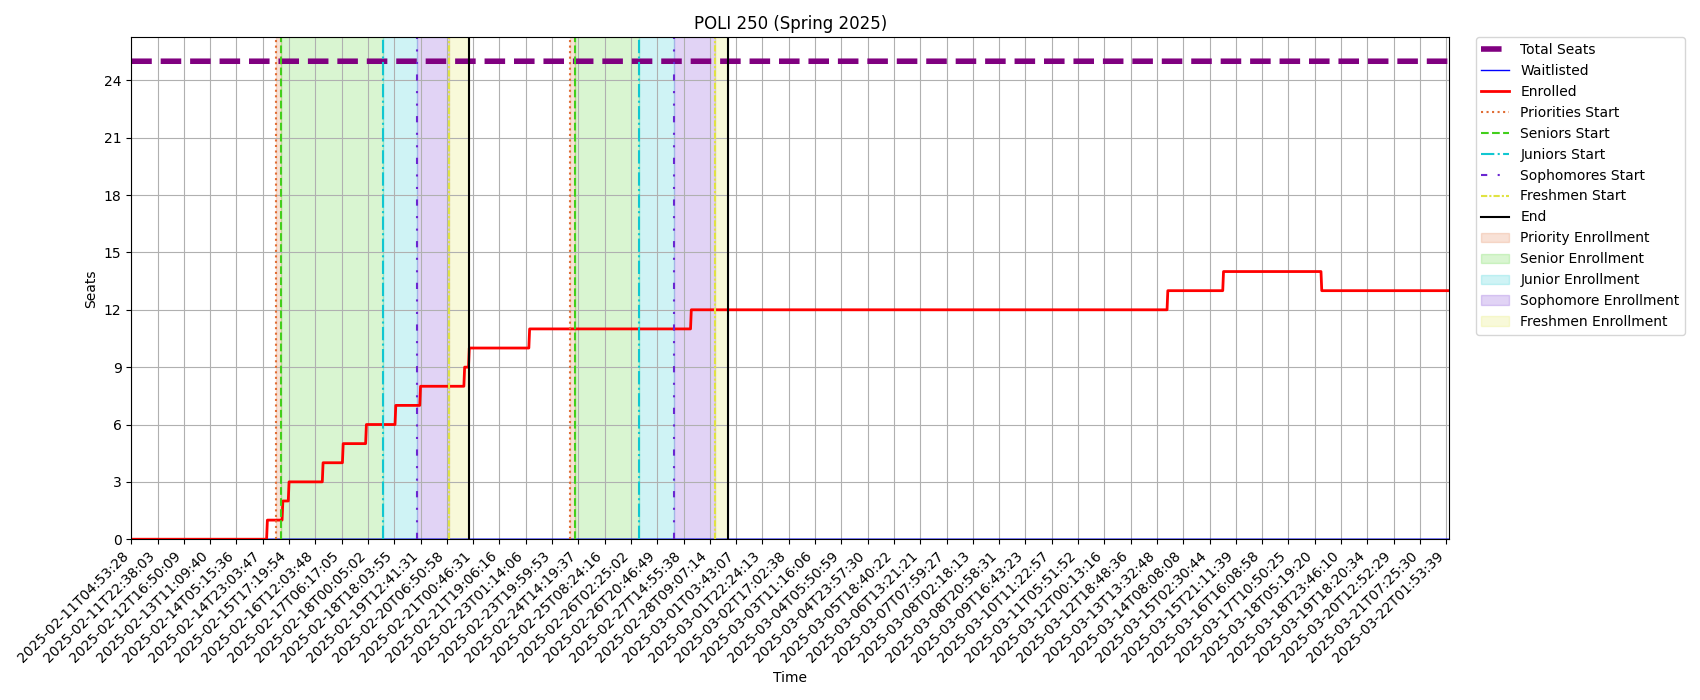 POLI 250 (Spring 2025)
Seats
24
21
18
15
12
9
6
3
0
2025-02-11T04:53:28
2025-02-11T22:38:03
2025-02-12T16:50:09
2025-02-13T11:09:40
2025-02-14T05:15:36
2025-02-14T23:03:47
2025-02-15T17:19:54
2025-02-16T12:03:48
2025-02-17T06:17:05
2025-02-18T00:05:02
2025-02-18T18:03:55
2025-02-19T12:41:31
2025-02-20T06:50:58
2025-02-21T00:46:31
2025-02-21T19:06:16
2025-02-23T01:14:06
2025-02-23T19:59:53
2025-02-24T14:19:37
2025-02-25T08:24:16
2025-02-26T02:25:02
2025-02-26T20:46:49
2025-02-27T14:55:38
2025-02-28T09:07:14
2025-03-01T03:43:07
2025-03-01T22:24:13
2025-03-02T17:02:38
2025-03-03T11:16:06
2025-03-04T05:50:59
2025-03-04T23:57:30
2025-03-05T18:40:22
2025-03-06T13:21:21
2025-03-07T07:59:27
2025-03-08T02:18:13
2025-03-08T20:58:31
2025-03-09T16:43:23
2025-03-10T11:22:57
2025-03-11T05:51:52
2025-03-12T00:13:16
2025-03-12T18:48:36
2025-03-13T13:32:48
2025-03-14T08:08:08
2025-03-15T02:30:44
2025-03-15T21:11:39
2025-03-16T16:08:58
2025-03-17T10:50:25
2025-03-18T05:19:20
2025-03-18T23:46:10
2025-03-19T18:20:34
2025-03-20T12:52:29
2025-03-21T07:25:30
2025-03-22T01:53:39
Time
Total Seats
Waitlisted
Enrolled
Priorities Start
Seniors Start
Juniors Start
Sophomores Start
Freshmen Start
End
Priority Enrollment
Senior Enrollment
Junior Enrollment
Sophomore Enrollment
Freshmen Enrollment